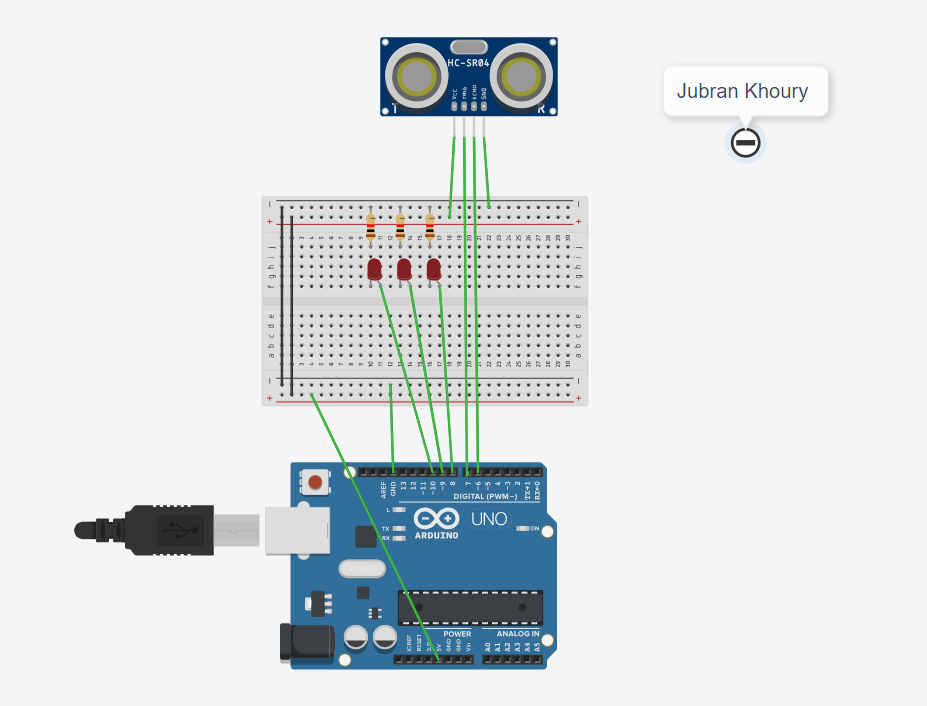 HC-SR04
VCC
TRIG
ECHO
GND
T
R
Jubran Khoury
j
i
h
g
f
e
d
c
b
a
AREF
GND
13
12
~11
~10
~9
8
7
~6
~5
4
~3
2
TX→1
RX←0
DIGITAL (PWM~)
L
TX
RX
ARDUINO
UNO
ON
POWER
ANALOG IN
IOREF
RESET
5V
GND
GND
Vin
A0
A1
A2
A3
A4
A5